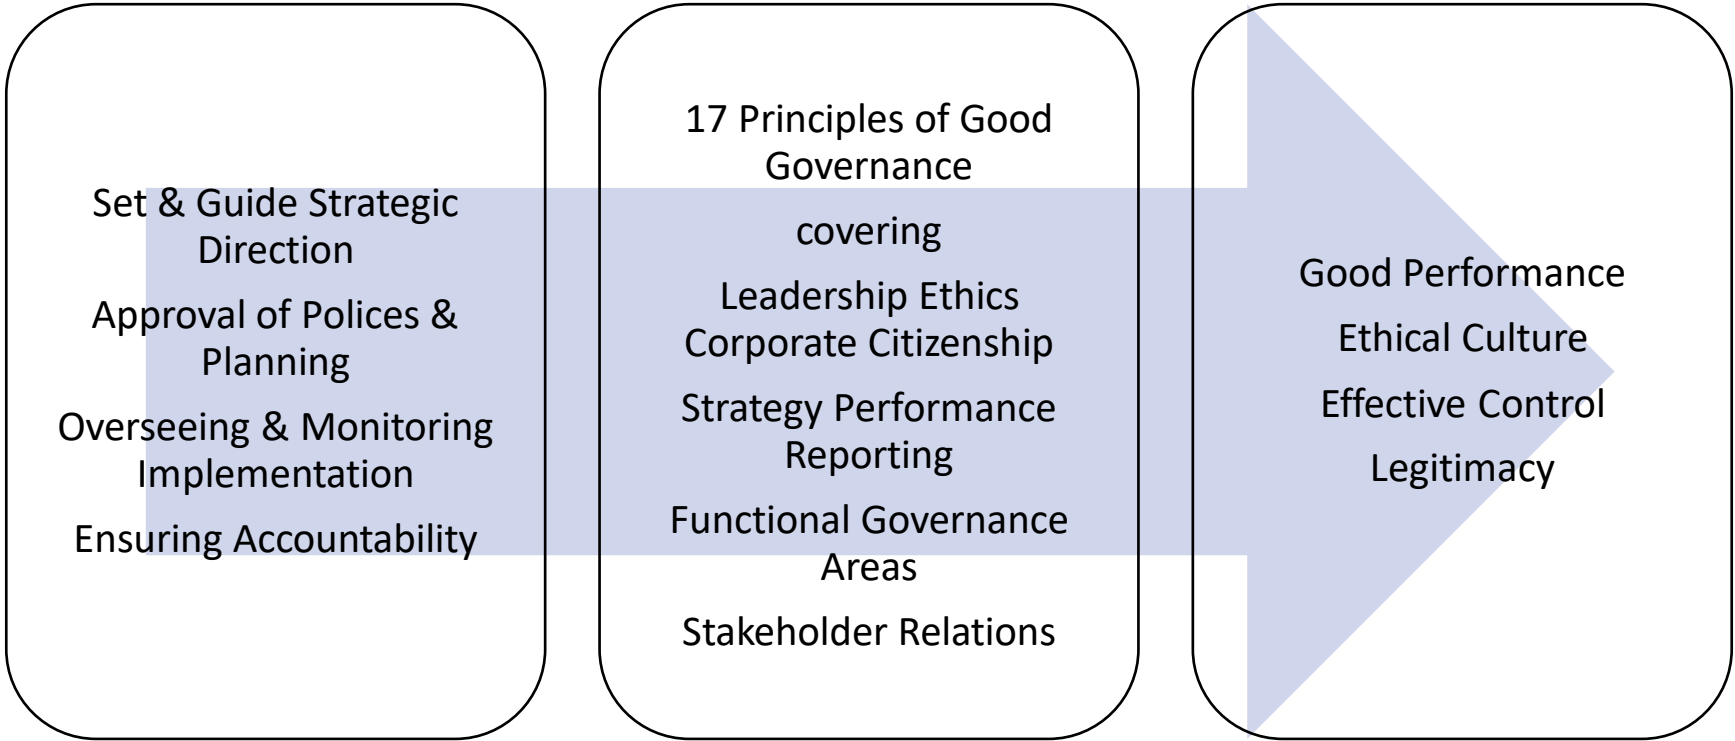 Set & Guide Strategic
Direction
Approval of Polices &
Planning
Overseeing & Monitoring
Implementation
Ensuring Accountability
17 Principles of Good
Governance
covering
Leadership Ethics
Corporate Citizenship
Strategy Performance
Reporting
Functional Governance
Areas
Stakeholder Relations
Good Performance
Ethical Culture
Effective Control
Legitimacy